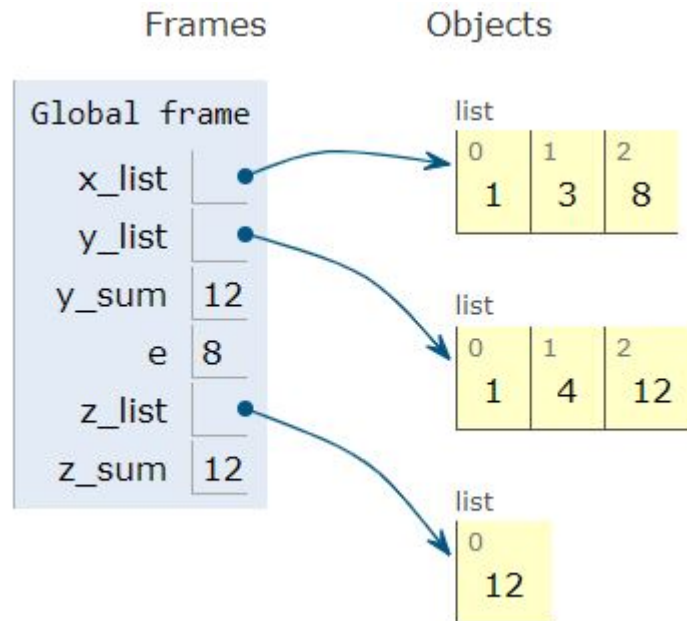 Frames Objects
Global frame
x_list
y_list
y_sum 12
e 8
z_list
z_sum 12
list
0 1 2
1 3 8
list
0 1 2
1 4 12
list
0
12